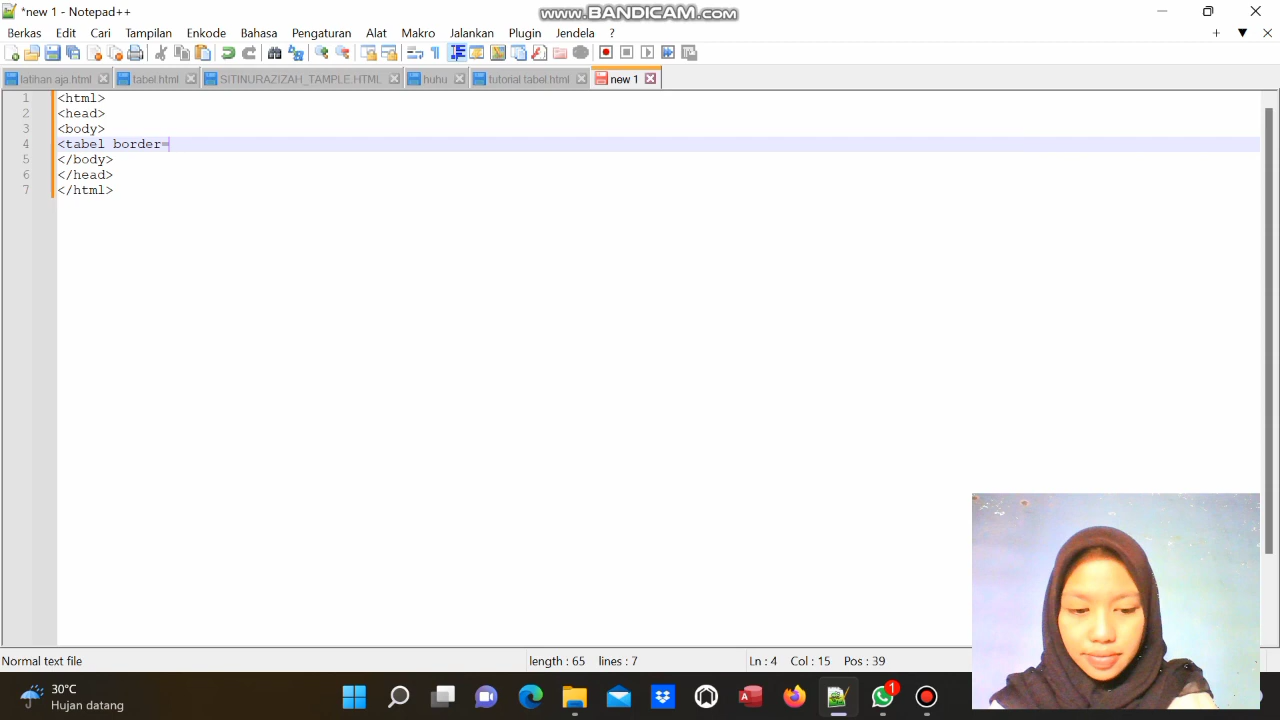 *new 1 - Notepad++
www.BANDICAM.com
Berkas Edit Cari Tampilan Enkode Bahasa Pengaturan Alat Makro Jalankan Plugin Jendela ?
latihan aja.html tabel.html SITINURAZIZAH_TAMPLE.HTML huhu tutorial tabel.html new 1
1 <html>
2 <head>
3 <body>
4 <tabel border=
5 </body>
6 </head>
7 </html>
Normal text file length : 65 lines : 7 Ln : 4 Col : 15 Pos : 39
30°C
Hujan datang
1